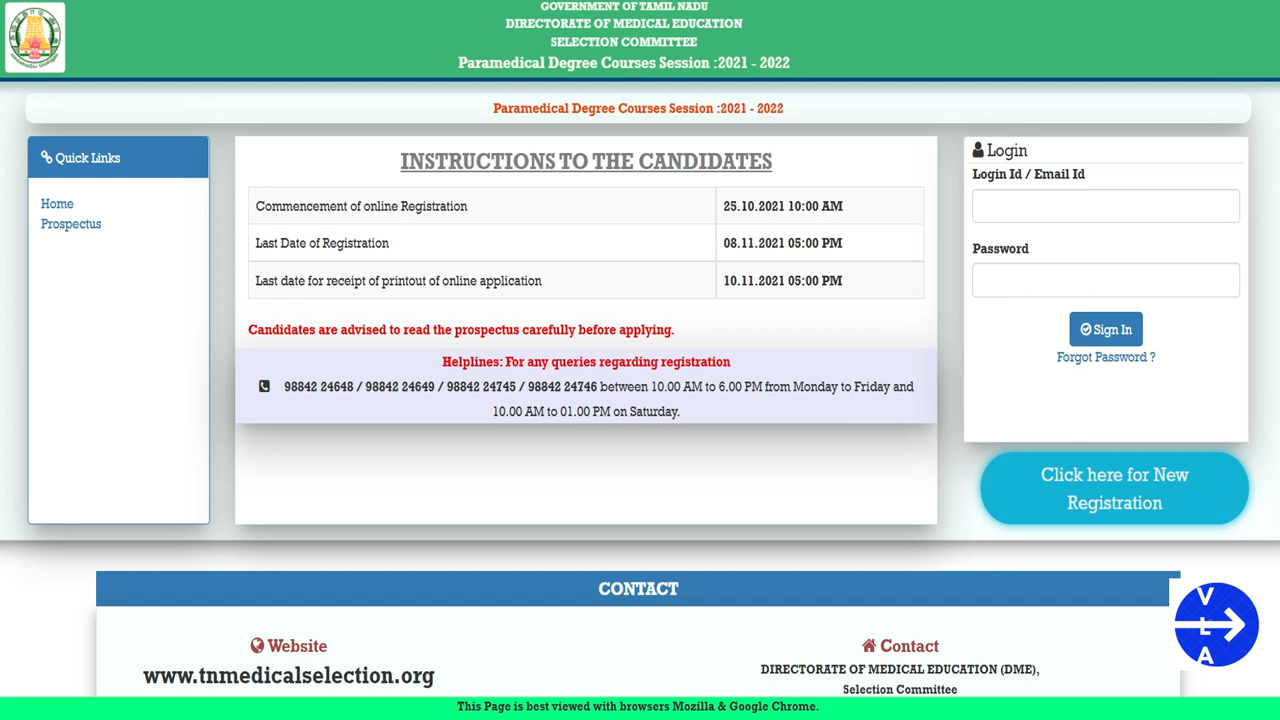 GOVERNMENT OF TAMIL NADU
DIRECTORATE OF MEDICAL EDUCATION
SELECTION COMMITTEE
Paramedical Degree Courses Session :2021 - 2022
Paramedical Degree Courses Session :2021 - 2022
Quick Links
Home
Prospectus
INSTRUCTIONS TO THE CANDIDATES
Commencement of online Registration 25.10.2021 10:00 AM
Last Date of Registration 08.11.2021 05:00 PM
Last date for receipt of printout of online application 10.11.2021 05:00 PM
Candidates are advised to read the prospectus carefully before applying.
Helplines: For any queries regarding registration
98842 24648 / 98842 24649 / 98842 24745 / 98842 24746 between 10.00 AM to 6.00 PM from Monday to Friday and
10.00 AM to 01.00 PM on Saturday.
Login
Login Id / Email Id
Password
Sign In
Forgot Password ?
Click here for New
Registration
CONTACT
Website
www.tnmedicalselection.org
Contact
DIRECTORATE OF MEDICAL EDUCATION (DME),
Selection Committee
V
L
A
This Page is best viewed with browsers Mozilla & Google Chrome.